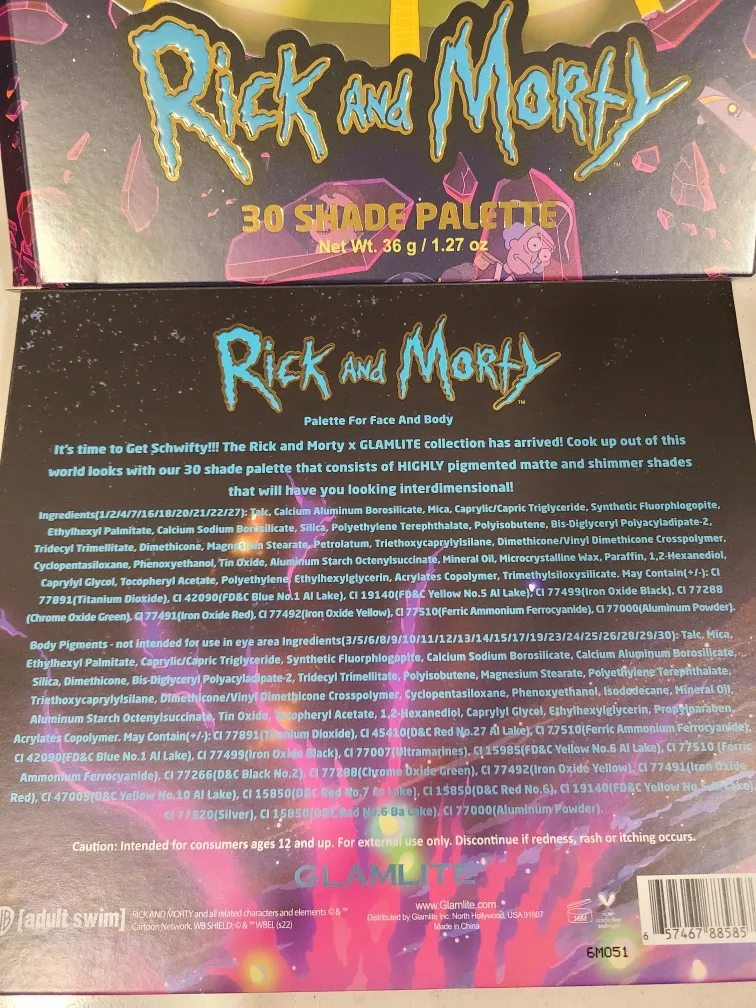 RICK AND MORTY
™
30 SHADE PALETTE
Net Wt. 36 g / 1.27 oz
RICK AND MORTY
™
Palette For Face And Body
It's time to Get Schwifty!!! The Rick and Morty x GLAMLITE collection has arrived! Cook up out of this
world looks with our 30 shade palette that consists of HIGHLY pigmented matte and shimmer shades
that will have you looking interdimensional!
Ingredients(1/2/4/7/16/18/20/21/22/27): Talc, Calcium Aluminum Borosilicate, Mica, Caprylic/Capric Triglyceride, Synthetic Fluorphlogopite,
Ethylhexyl Palmitate, Calcium Sodium Borosilicate, Silica, Polyethylene Terephthalate, Polyisobutene, Bis-Diglyceryl Polyacyladipate-2,
Tridecyl Trimellitate, Dimethicone, Magnesium Stearate, Petrolatum, Triethoxycaprylylsilane, Dimethicone/Vinyl Dimethicone Crosspolymer,
Cyclopentasiloxane, Phenoxyethanol, Tin Oxide, Aluminum Starch Octenylsuccinate, Mineral Oil, Microcrystalline Wax, Paraffin, 1,2-Hexanediol,
Caprylyl Glycol, Tocopheryl Acetate, Polyethylene, Ethylhexylglycerin, Acrylates Copolymer, Trimethylsiloxysilicate. May Contain(+/-): CI
77891(Titanium Dioxide), CI 42090(FD&C Blue No.1 Al Lake), CI 19140(FD&C Yellow No.5 Al Lake), CI 77499(Iron Oxide Black), CI 77288
(Chrome Oxide Green), CI 77491(Iron Oxide Red), CI 77492(Iron Oxide Yellow), CI 77510(Ferric Ammonium Ferrocyanide), CI 77000(Aluminum Powder).
Body Pigments - not intended for use in eye area Ingredients(3/5/6/8/9/10/11/12/13/14/15/17/19/23/24/25/26/28/29/30): Talc, Mica,
Ethylhexyl Palmitate, Caprylic/Capric Triglyceride, Synthetic Fluorphlogopite, Calcium Sodium Borosilicate, Calcium Aluminum Borosilicate,
Silica, Dimethicone, Bis-Diglyceryl Polyacyladipate-2, Tridecyl Trimellitate, Polyisobutene, Magnesium Stearate, Polyethylene Terephthalate,
Triethoxycaprylylsilane, Dimethicone/Vinyl Dimethicone Crosspolymer, Cyclopentasiloxane, Phenoxyethanol, Isododecane, Mineral Oil,
Aluminum Starch Octenylsuccinate, Tin Oxide, Tocopheryl Acetate, 1,2-Hexanediol, Caprylyl Glycol, Ethylhexylglycerin, Propylparaben,
Acrylates Copolymer. May Contain(+/-): CI 77891(Titanium Dioxide), CI 45410(D&C Red No.27 Al Lake), CI 77510(Ferric Ammonium Ferrocyanide),
CI 42090(FD&C Blue No.1 Al Lake), CI 77499(Iron Oxide Black), CI 77007(Ultramarines), CI 15985(FD&C Yellow No.6 Al Lake), CI 77510 (Ferric
Ammonium Ferrocyanide), CI 77266(D&C Black No.2), CI 77288(Chrome Oxide Green), CI 77492(Iron Oxide Yellow), CI 77491(Iron Oxide
Red), CI 47005(D&C Yellow No.10 Al Lake), CI 15850(D&C Red No.7 Ca Lake), CI 15850(D&C Red No.6), CI 19140(FD&C Yellow No.5 Al Lake),
CI 77820(Silver), CI 15850(D&C Red No.6 Ba Lake), CI 77000(Aluminum Powder).
Caution: Intended for consumers ages 12 and up. For external use only. Discontinue if redness, rash or itching occurs.
GLAMLITE
[adult swim]
RICK AND MORTY and all related characters and elements © & ™
Cartoon Network. WB SHIELD: © & ™ WBEI. (s22)
www.Glamlite.com
Distributed by Glamlite Inc. North Hollywood, USA 91607
Made in China
6M051
6 57467 88585